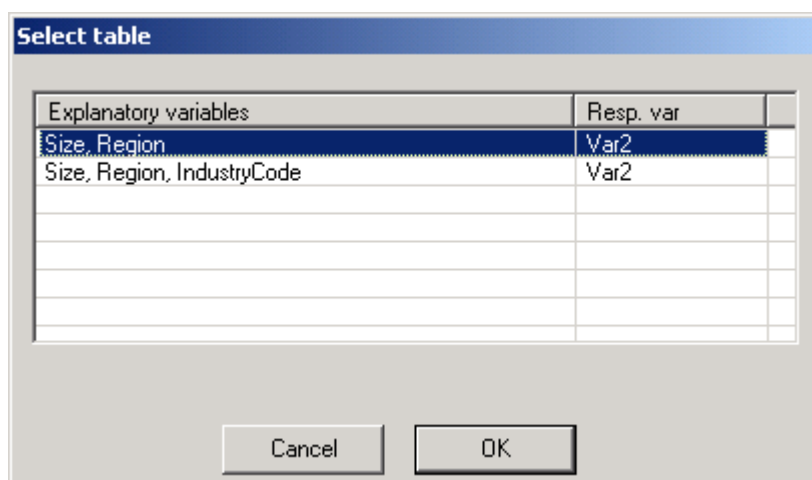 Select table
Explanatory variables Resp. var
Size, Region Var2
Size, Region, IndustryCode Var2
Cancel OK